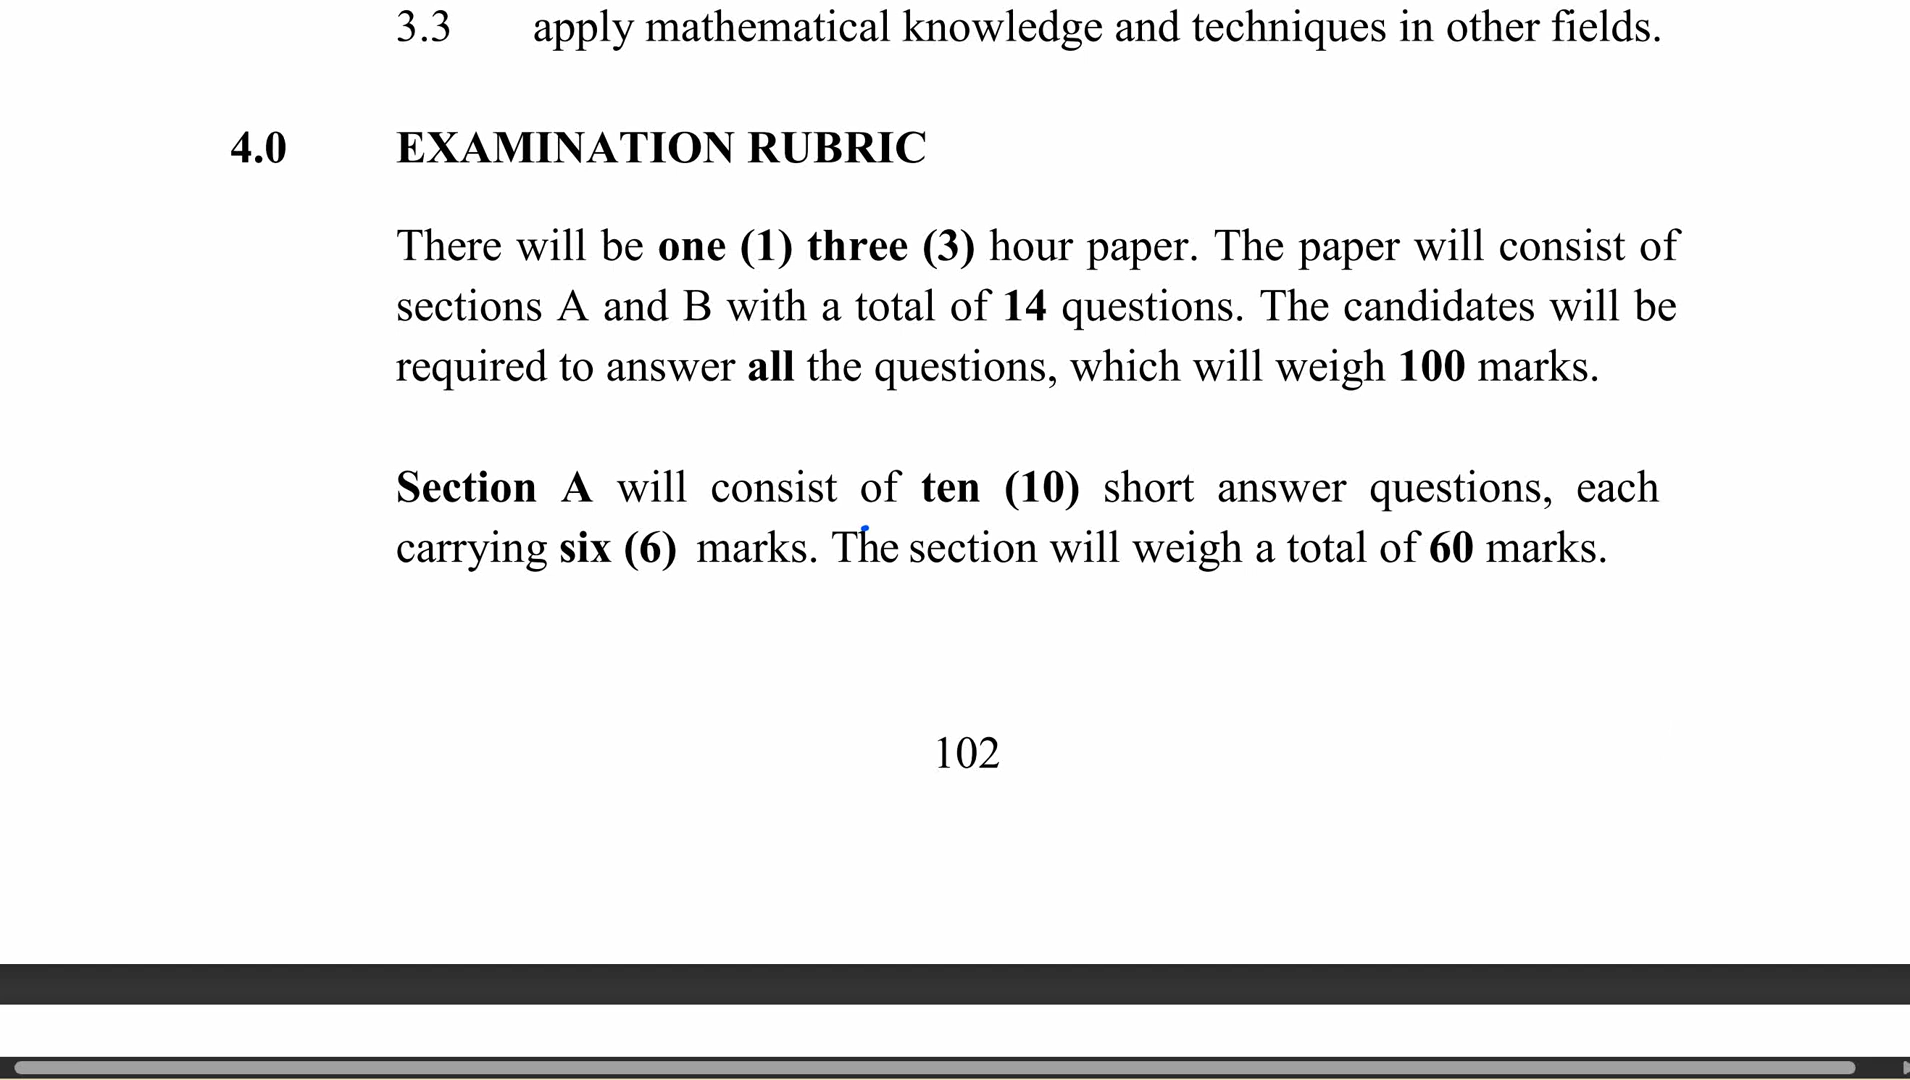 3.3 apply mathematical knowledge and techniques in other fields.
4.0 EXAMINATION RUBRIC
There will be one (1) three (3) hour paper. The paper will consist of
sections A and B with a total of 14 questions. The candidates will be
required to answer all the questions, which will weigh 100 marks.
Section A will consist of ten (10) short answer questions, each
carrying six (6) marks. The section will weigh a total of 60 marks.
102